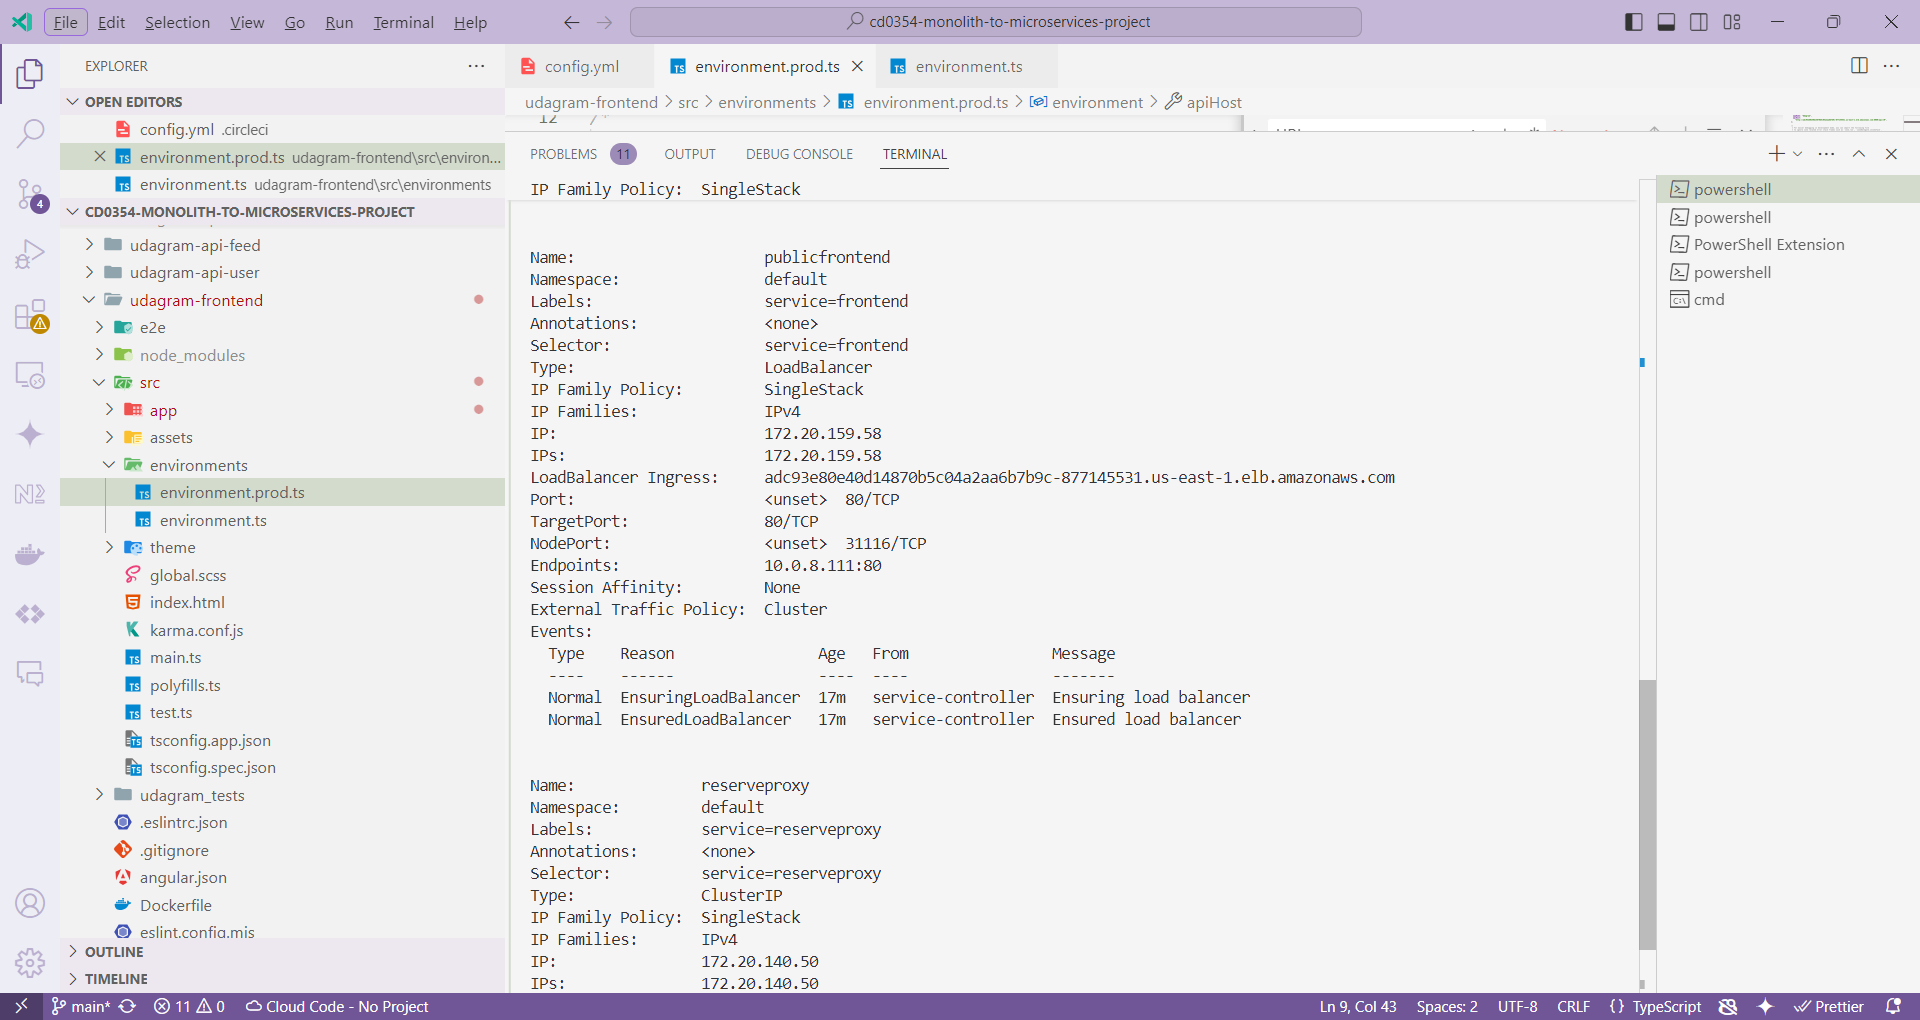 File Edit Selection View Go Run Terminal Help
cd0354-monolith-to-microservices-project
EXPLORER
OPEN EDITORS
config.yml .circleci
environment.prod.ts udagram-frontend\src\environ...
environment.ts udagram-frontend\src\environments
CD0354-MONOLITH-TO-MICROSERVICES-PROJECT
udagram-api-feed
udagram-api-user
udagram-frontend
e2e
node_modules
src
app
assets
environments
environment.prod.ts
environment.ts
theme
global.scss
index.html
karma.conf.js
main.ts
polyfills.ts
test.ts
tsconfig.app.json
tsconfig.spec.json
udagram_tests
.eslintrc.json
.gitignore
angular.json
Dockerfile
eslint.config.mjs
OUTLINE
TIMELINE
4
config.yml
environment.prod.ts
environment.ts
udagram-frontend > src > environments > environment.prod.ts > environment > apiHost
12 /*
PROBLEMS 11 OUTPUT DEBUG CONSOLE TERMINAL
IP Family Policy: SingleStack
Name: publicfrontend
Namespace: default
Labels: service=frontend
Annotations: <none>
Selector: service=frontend
Type: LoadBalancer
IP Family Policy: SingleStack
IP Families: IPv4
IP: 172.20.159.58
IPs: 172.20.159.58
LoadBalancer Ingress: adc93e80e40d14870b5c04a2aa6b7b9c-877145531.us-east-1.elb.amazonaws.com
Port: <unset> 80/TCP
TargetPort: 80/TCP
NodePort: <unset> 31116/TCP
Endpoints: 10.0.8.111:80
Session Affinity: None
External Traffic Policy: Cluster
Events:
Type Reason Age From Message
---- ------ ---- ---- -------
Normal EnsuringLoadBalancer 17m service-controller Ensuring load balancer
Normal EnsuredLoadBalancer 17m service-controller Ensured load balancer
Name: reserveproxy
Namespace: default
Labels: service=reserveproxy
Annotations: <none>
Selector: service=reserveproxy
Type: ClusterIP
IP Family Policy: SingleStack
IP Families: IPv4
IP: 172.20.140.50
IPs: 172.20.140.50
powershell
powershell
PowerShell Extension
powershell
cmd
main* 11 0 Cloud Code - No Project
Ln 9, Col 43 Spaces: 2 UTF-8 CRLF {} TypeScript Prettier